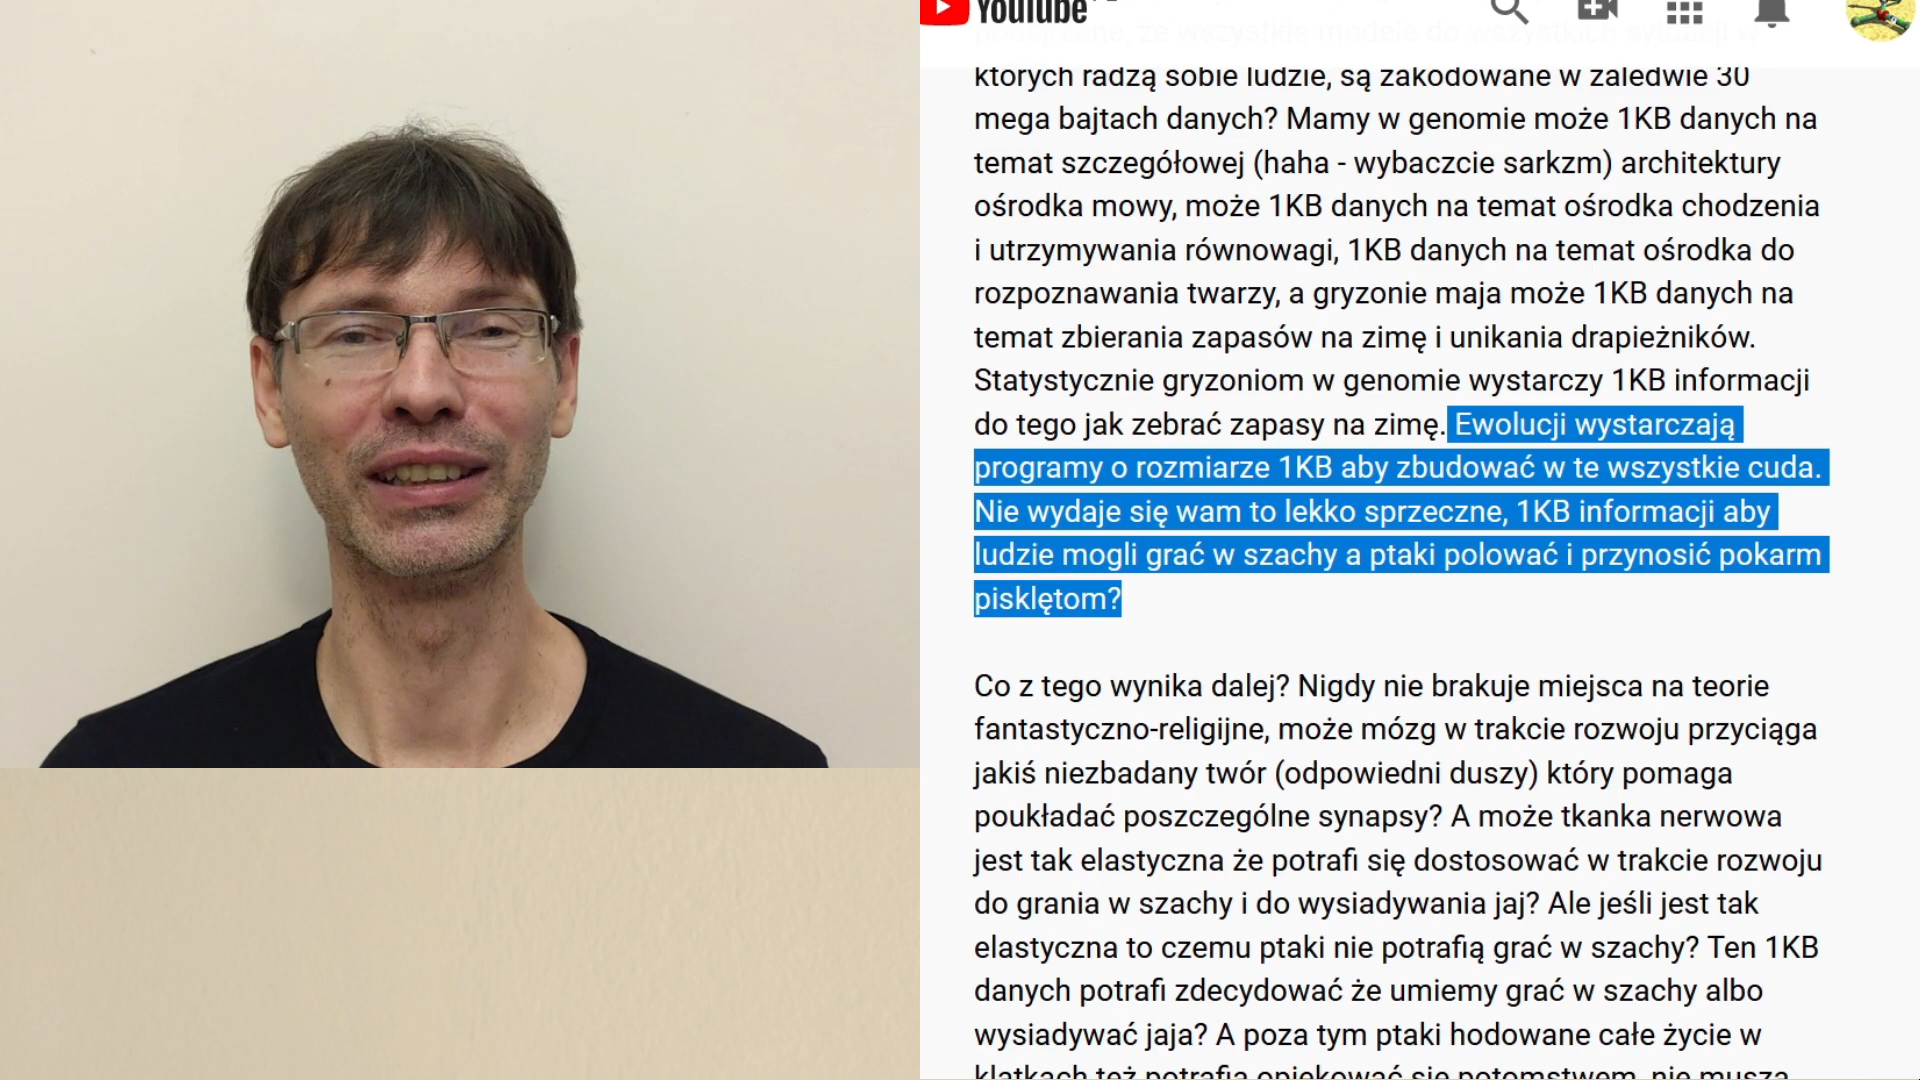 YouTube
których radzą sobie ludzie, są zakodowane w zaledwie 30
mega bajtach danych? Mamy w genomie może 1KB danych na
temat szczegółowej (haha - wybaczcie sarkzm) architektury
ośrodka mowy, może 1KB danych na temat ośrodka chodzenia
i utrzymywania równowagi, 1KB danych na temat ośrodka do
rozpoznawania twarzy, a gryzonie maja może 1KB danych na
temat zbierania zapasów na zimę i unikania drapieżników.
Statystycznie gryzoniom w genomie wystarczy 1KB informacji
do tego jak zebrać zapasy na zimę. Ewolucji wystarczają
programy o rozmiarze 1KB aby zbudować w te wszystkie cuda.
Nie wydaje się wam to lekko sprzeczne, 1KB informacji aby
ludzie mogli grać w szachy a ptaki polować i przynosić pokarm
pisklętom?
Co z tego wynika dalej? Nigdy nie brakuje miejsca na teorie
fantastyczno-religijne, może mózg w trakcie rozwoju przyciąga
jakiś niezbadany twór (odpowiedni duszy) który pomaga
poukładać poszczególne synapsy? A może tkanka nerwowa
jest tak elastyczna że potrafi się dostosować w trakcie rozwoju
do grania w szachy i do wysiadywania jaj? Ale jeśli jest tak
elastyczna to czemu ptaki nie potrafią grać w szachy? Ten 1KB
danych potrafi zdecydować że umiemy grać w szachy albo
wysiadywać jaja? A poza tym ptaki hodowane całe życie w
klatkach też potrafią opiekować się potomstwem, nie muszą